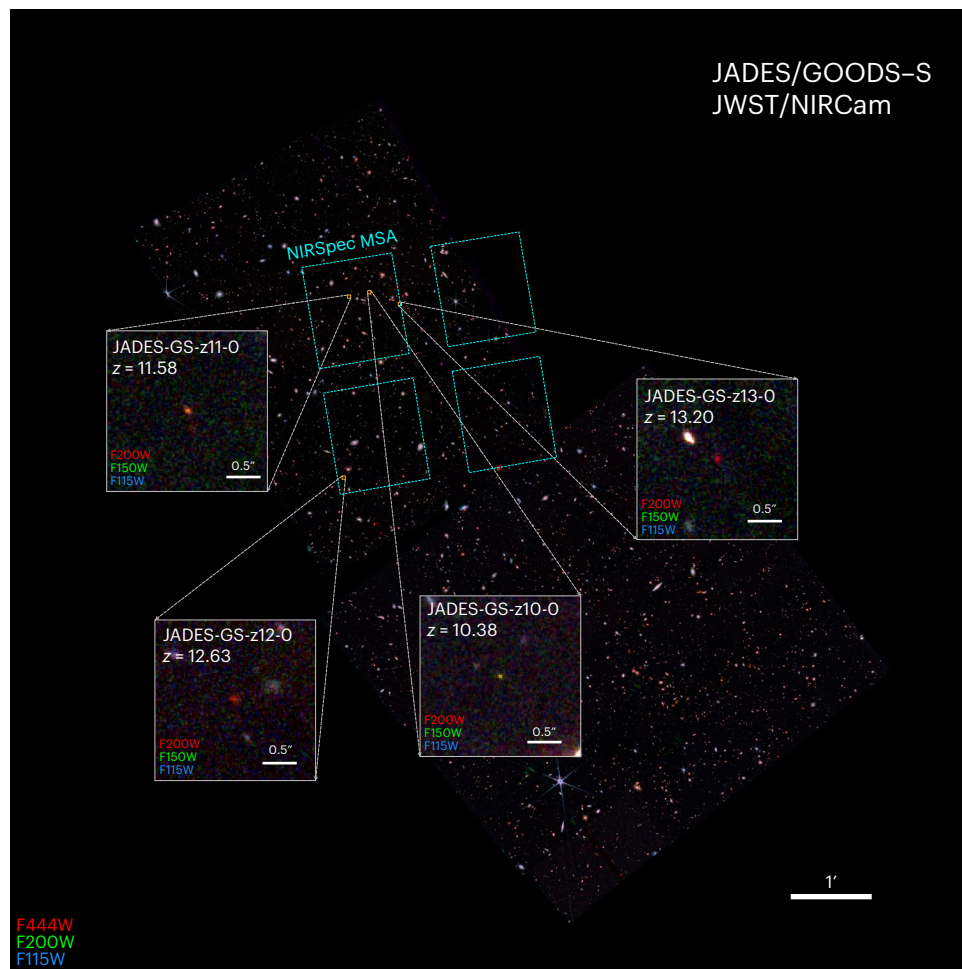 JADES/GOODS–S
JWST/NIRCam
NIRSpec MSA
JADES-GS-z11-0
z = 11.58
F200W
F150W
F115W
0.5″
JADES-GS-z13-0
z = 13.20
F200W
F150W
F115W
0.5″
JADES-GS-z12-0
z = 12.63
F200W
F150W
F115W
0.5″
JADES-GS-z10-0
z = 10.38
F200W
F150W
F115W
0.5″
1′
F444W
F200W
F115W